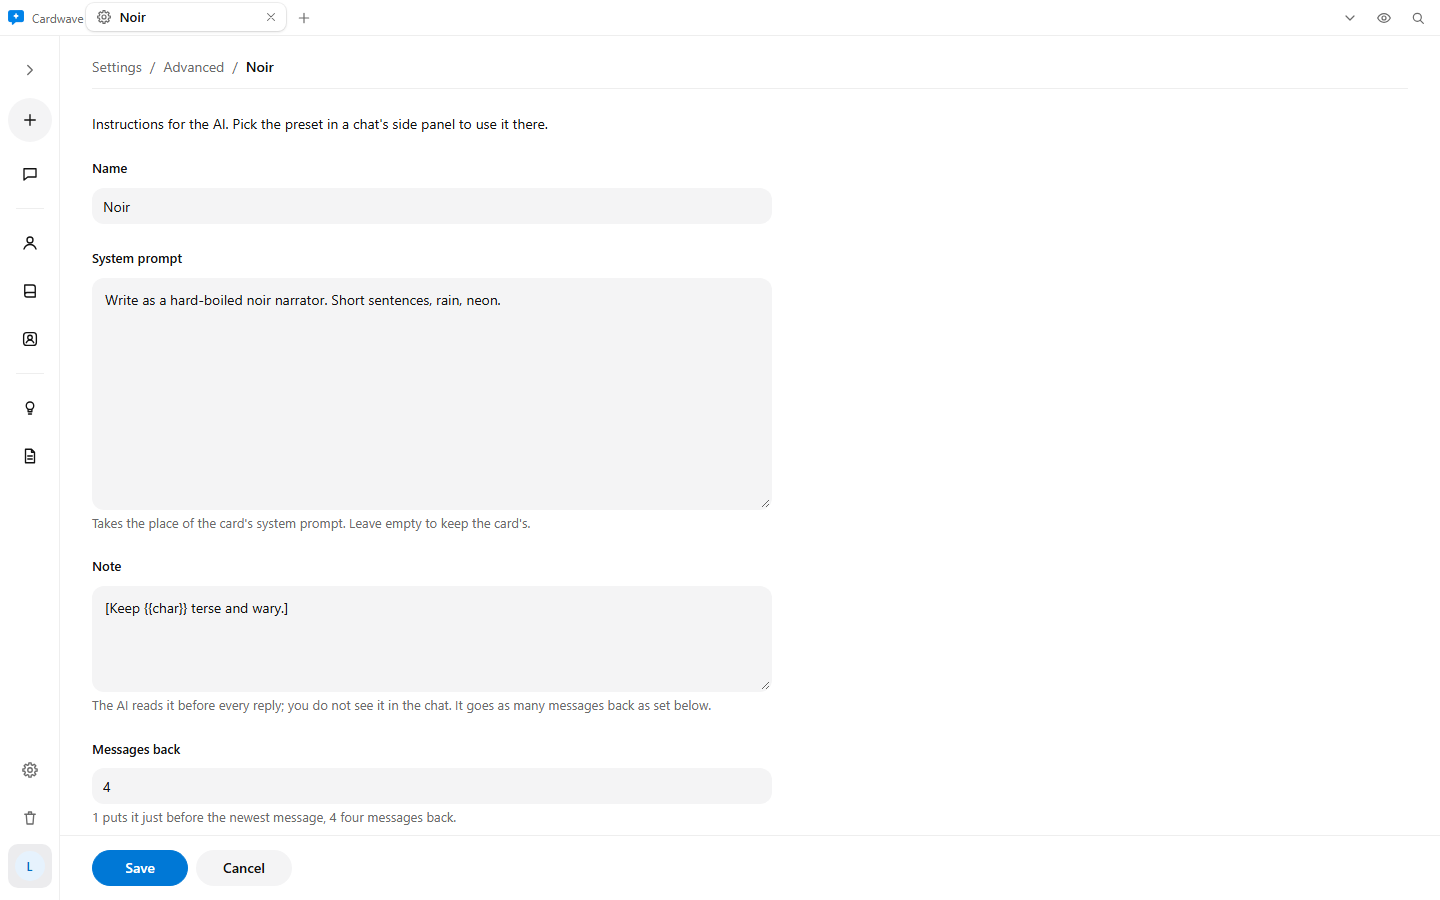 Cardwave
Noir
Settings / Advanced / Noir
Instructions for the AI. Pick the preset in a chat's side panel to use it there.
Name
Noir
System prompt
Write as a hard-boiled noir narrator. Short sentences, rain, neon.
Takes the place of the card's system prompt. Leave empty to keep the card's.
Note
[Keep {{char}} terse and wary.]
The AI reads it before every reply; you do not see it in the chat. It goes as many messages back as set below.
Messages back
4
1 puts it just before the newest message, 4 four messages back.
Save
Cancel
L